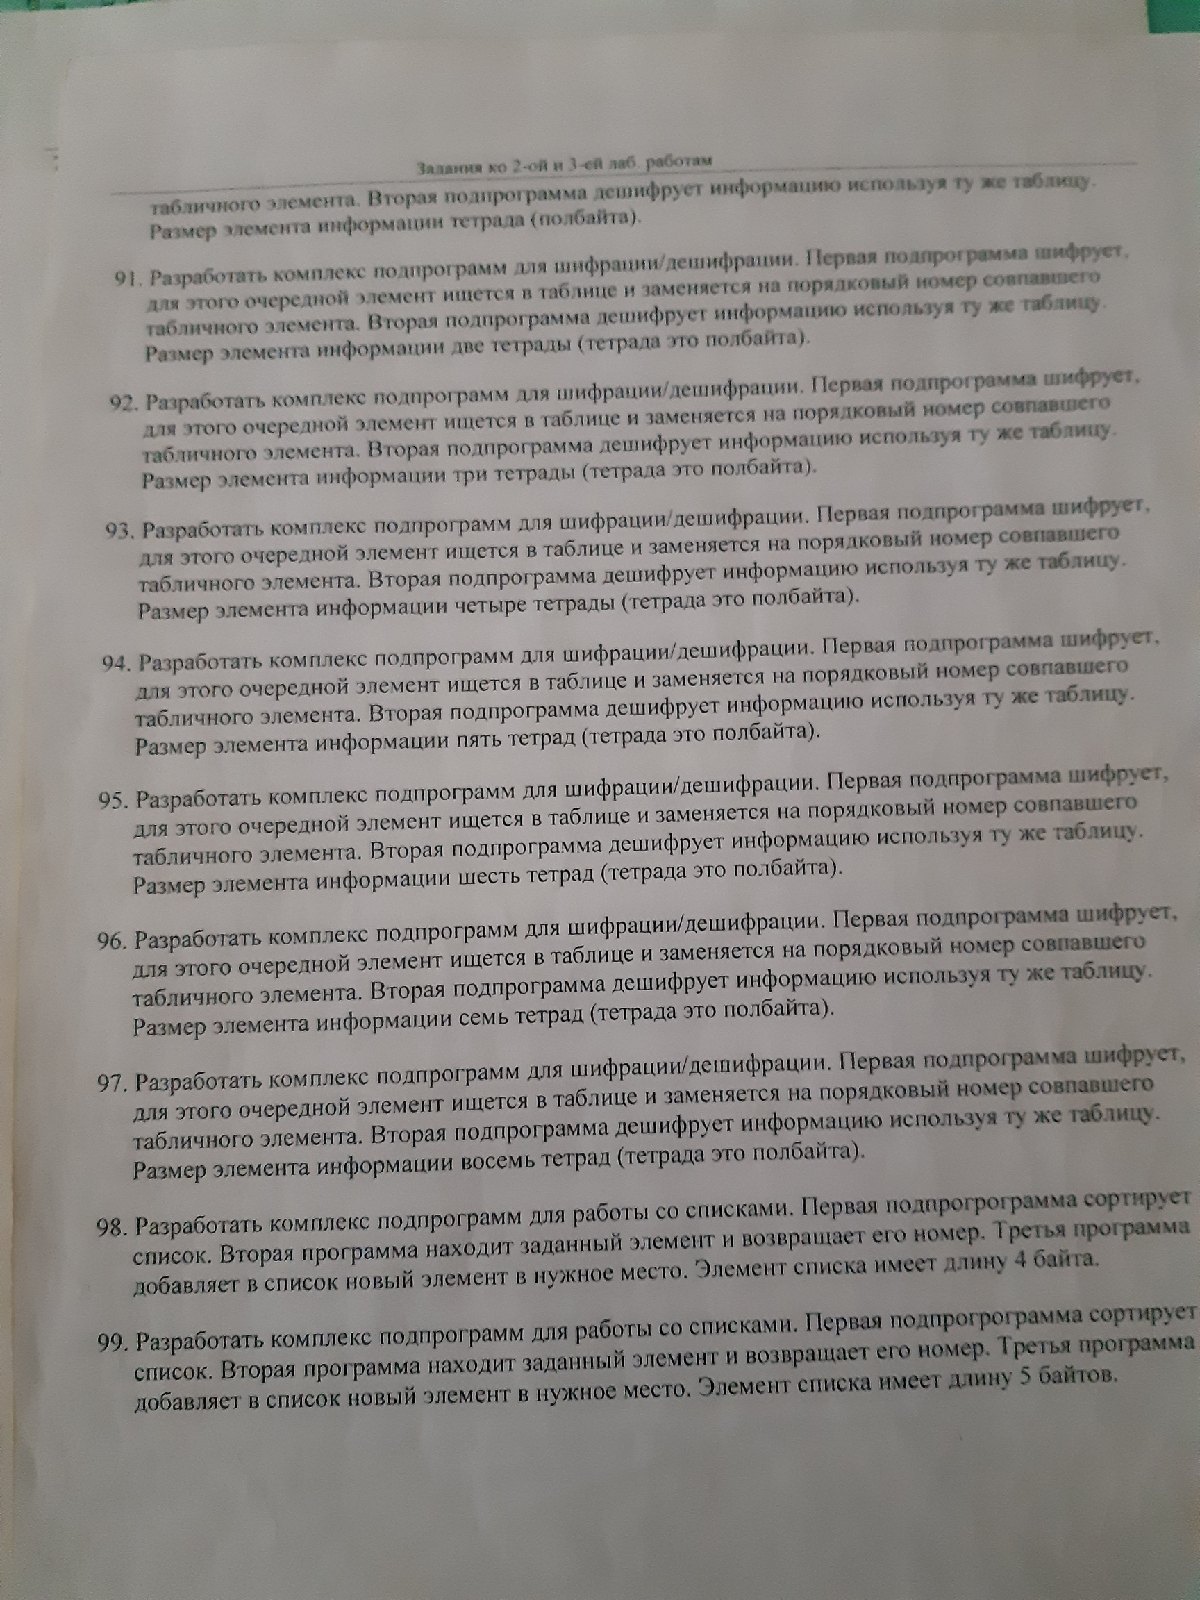 Задания ко 2-ой и 3-ей лаб. работам
табличного элемента. Вторая подпрограмма дешифрует информацию используя ту же таблицу.
Размер элемента информации тетрада (полбайта).
91. Разработать комплекс подпрограмм для шифрации/дешифрации. Первая подпрограмма шифрует,
для этого очередной элемент ищется в таблице и заменяется на порядковый номер совпавшего
табличного элемента. Вторая подпрограмма дешифрует информацию используя ту же таблицу.
Размер элемента информации две тетрады (тетрада это полбайта).
92. Разработать комплекс подпрограмм для шифрации/дешифрации. Первая подпрограмма шифрует,
для этого очередной элемент ищется в таблице и заменяется на порядковый номер совпавшего
табличного элемента. Вторая подпрограмма дешифрует информацию используя ту же таблицу.
Размер элемента информации три тетрады (тетрада это полбайта).
93. Разработать комплекс подпрограмм для шифрации/дешифрации. Первая подпрограмма шифрует,
для этого очередной элемент ищется в таблице и заменяется на порядковый номер совпавшего
табличного элемента. Вторая подпрограмма дешифрует информацию используя ту же таблицу.
Размер элемента информации четыре тетрады (тетрада это полбайта).
94. Разработать комплекс подпрограмм для шифрации/дешифрации. Первая подпрограмма шифрует,
для этого очередной элемент ищется в таблице и заменяется на порядковый номер совпавшего
табличного элемента. Вторая подпрограмма дешифрует информацию используя ту же таблицу.
Размер элемента информации пять тетрад (тетрада это полбайта).
95. Разработать комплекс подпрограмм для шифрации/дешифрации. Первая подпрограмма шифрует,
для этого очередной элемент ищется в таблице и заменяется на порядковый номер совпавшего
табличного элемента. Вторая подпрограмма дешифрует информацию используя ту же таблицу.
Размер элемента информации шесть тетрад (тетрада это полбайта).
96. Разработать комплекс подпрограмм для шифрации/дешифрации. Первая подпрограмма шифрует,
для этого очередной элемент ищется в таблице и заменяется на порядковый номер совпавшего
табличного элемента. Вторая подпрограмма дешифрует информацию используя ту же таблицу.
Размер элемента информации семь тетрад (тетрада это полбайта).
97. Разработать комплекс подпрограмм для шифрации/дешифрации. Первая подпрограмма шифрует,
для этого очередной элемент ищется в таблице и заменяется на порядковый номер совпавшего
табличного элемента. Вторая подпрограмма дешифрует информацию используя ту же таблицу.
Размер элемента информации восемь тетрад (тетрада это полбайта).
98. Разработать комплекс подпрограмм для работы со списками. Первая подпрогрограмма сортирует
список. Вторая программа находит заданный элемент и возвращает его номер. Третья программа
добавляет в список новый элемент в нужное место. Элемент списка имеет длину 4 байта.
99. Разработать комплекс подпрограмм для работы со списками. Первая подпрогрограмма сортирует
список. Вторая программа находит заданный элемент и возвращает его номер. Третья программа
добавляет в список новый элемент в нужное место. Элемент списка имеет длину 5 байтов.